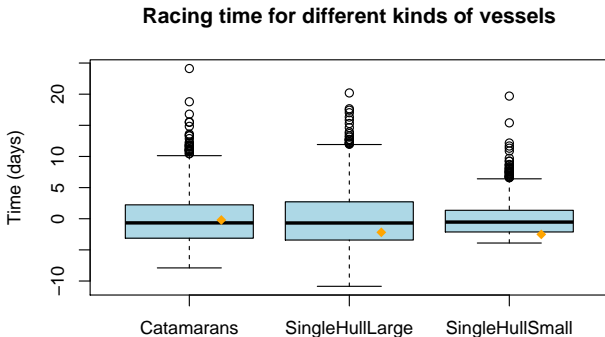 Racing time for different kinds of vessels
Time (days)
20
10
5
0
−10
Catamarans SingleHullLarge SingleHullSmall